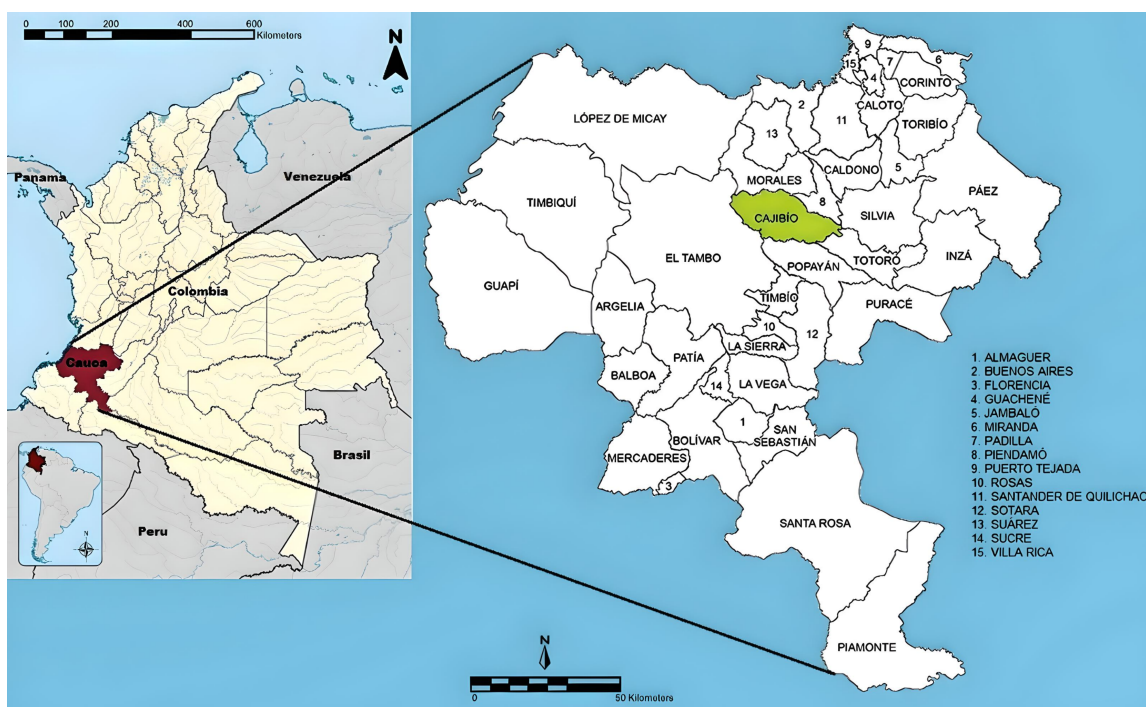 0 100 200 400 600
Kilometers
N
Panama
Venezuela
Colombia
Cauca
Brasil
Peru
N
LÓPEZ DE MICAY
TIMBIQUÍ
GUAPÍ
9
15
7
6
4
CORINTO
2
13
11
CALOTO
TORIBÍO
5
CALDONO
MORALES
8
PÁEZ
SILVIA
CAJIBÍO
EL TAMBO
POPAYÁN
TOTORÓ
INZÁ
ARGELIA
TIMBÍO
PURACÉ
10
12
LA SIERRA
PATÍA
BALBOA
14
LA VEGA
1
SAN
SEBASTIÁN
BOLÍVAR
MERCADERES
3
SANTA ROSA
PIAMONTE
1. ALMAGUER
2 BUENOS AIRES
3. FLORENCIA
4. GUACHENÉ
5. JAMBALÓ
6. MIRANDA
7. PADILLA
8. PIENDAMÓ
9. PUERTO TEJADA
10. ROSAS
11. SANTANDER DE QUILICHAO
12. SOTARA
13. SUÁREZ
14. SUCRE
15. VILLA RICA
N
0 50 Kilometers